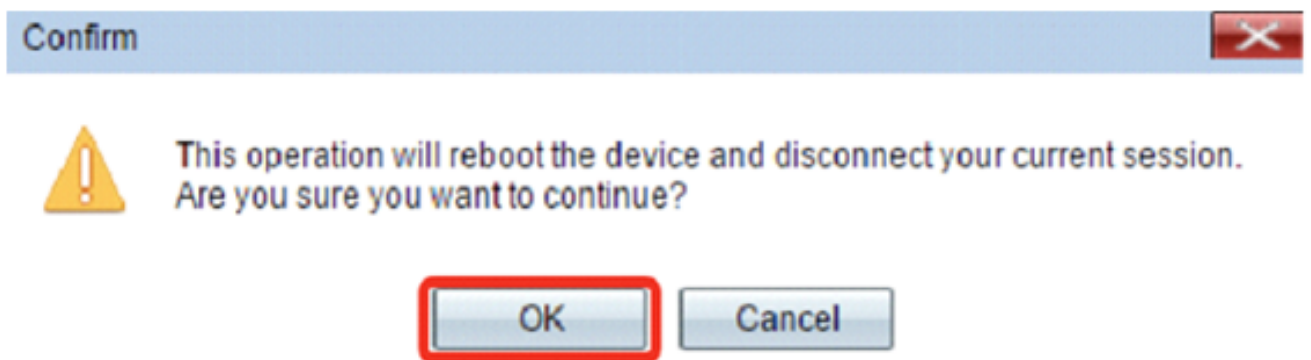 Confirm
This operation will reboot the device and disconnect your current session.
Are you sure you want to continue?
OK Cancel